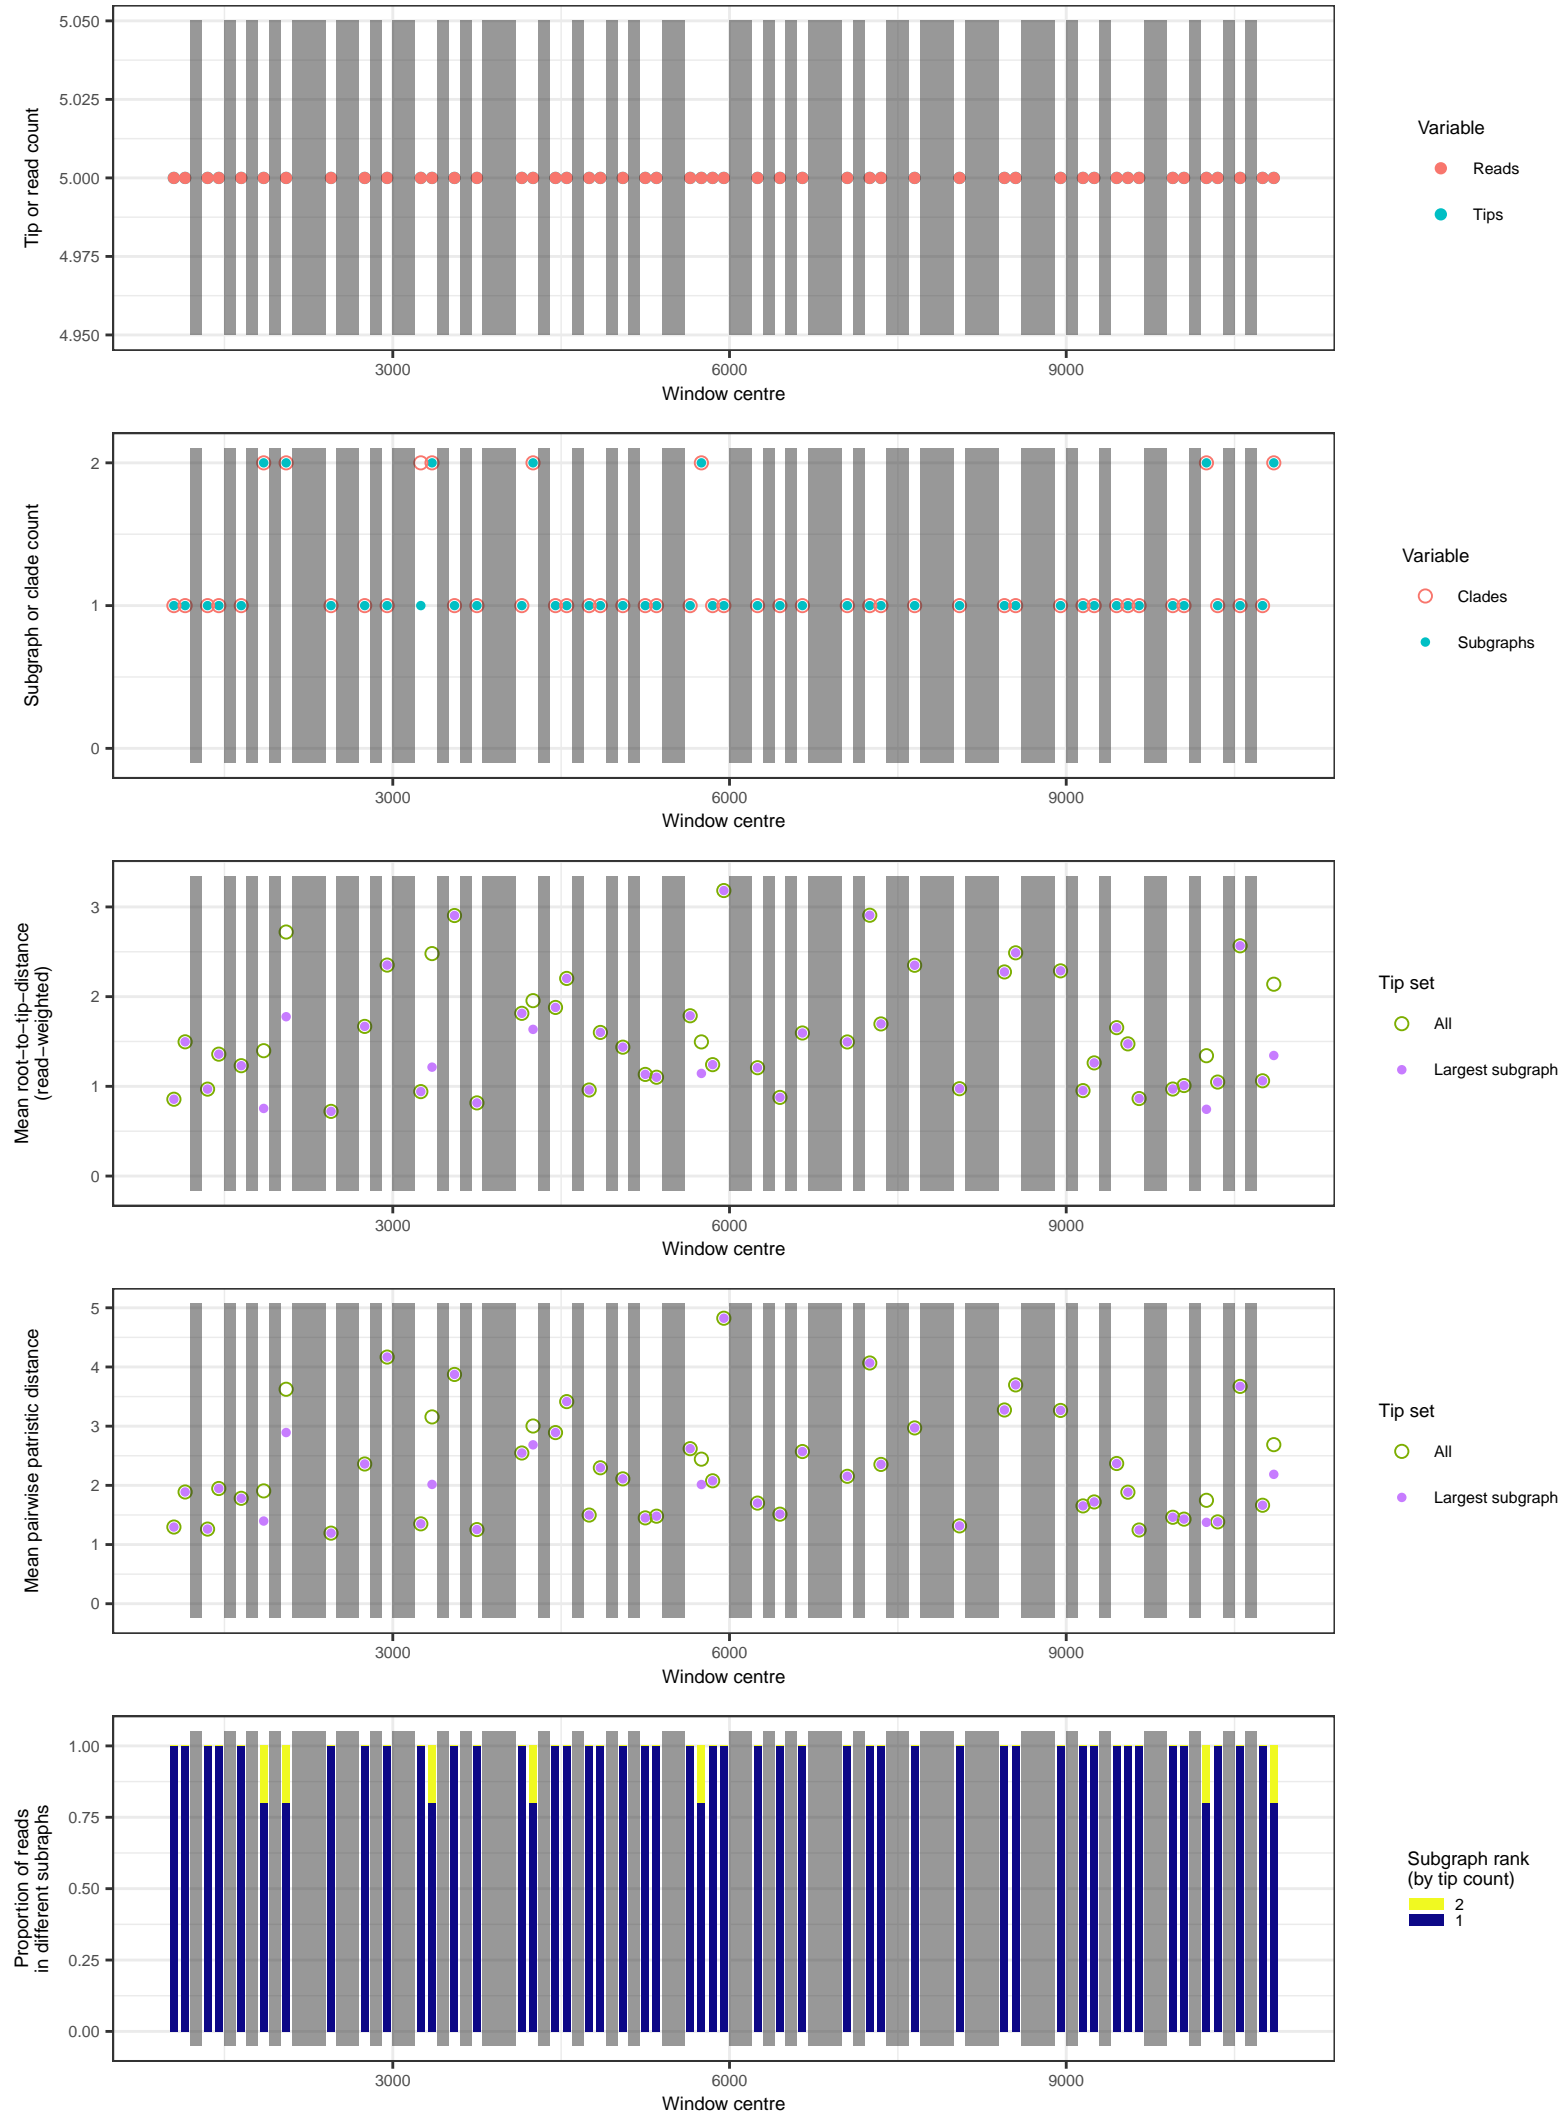 5.050
5.025
5.000
4.975
4.950
Tip or read count
3000
6000
9000
Window centre
Variable
Reads
Tips
2
1
0
Subgraph or clade count
3000
6000
9000
Window centre
Variable
Clades
Subgraphs
3
2
1
0
Mean root−to−tip−distance
(read−weighted)
3000
6000
9000
Window centre
Tip set
All
Largest subgraph
5
4
3
2
1
0
Mean pairwise patristic distance
3000
6000
9000
Window centre
Tip set
All
Largest subgraph
1.00
0.75
0.50
0.25
0.00
Proportion of reads
in different subraphs
3000
6000
9000
Window centre
Subgraph rank
(by tip count)
2
1